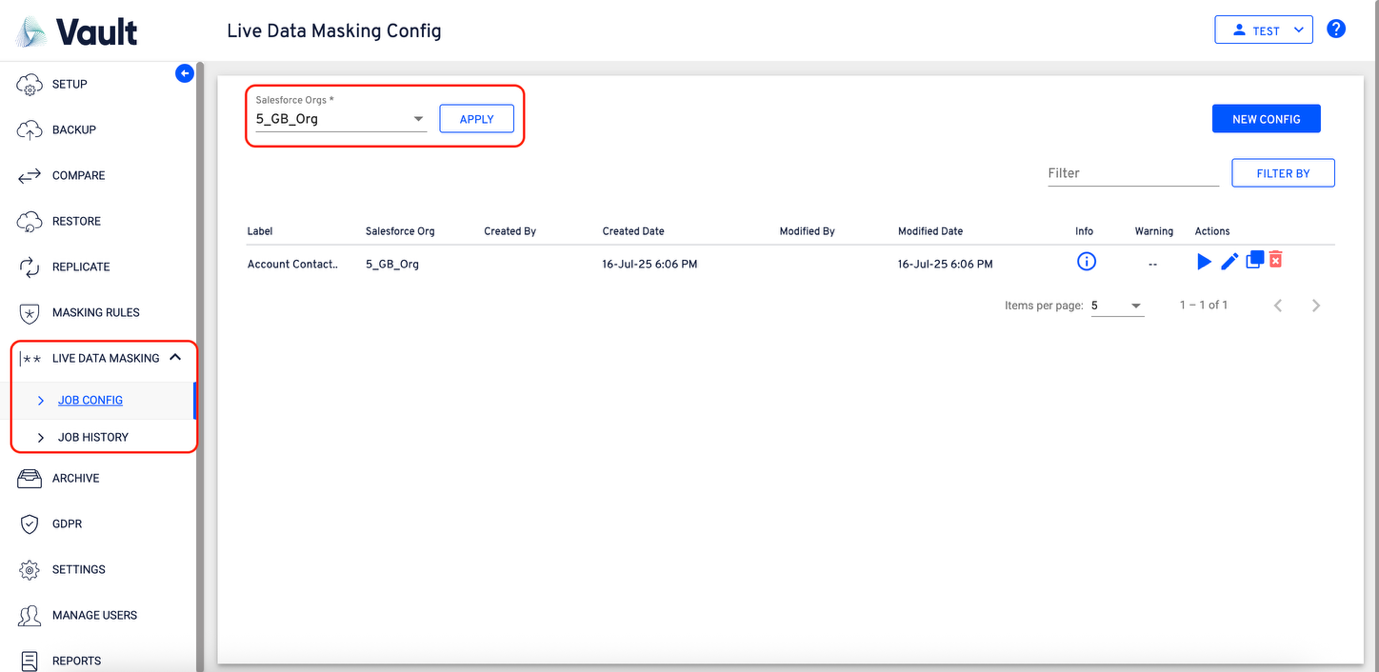 Vault
Live Data Masking Config
TEST
?
SETUP
BACKUP
COMPARE
RESTORE
REPLICATE
MASKING RULES
|** LIVE DATA MASKING
JOB CONFIG
JOB HISTORY
ARCHIVE
GDPR
SETTINGS
MANAGE USERS
REPORTS
Salesforce Orgs *
5_GB_Org
APPLY
NEW CONFIG
Filter
FILTER BY
Label Salesforce Org Created By Created Date Modified By Modified Date Info Warning Actions
Account Contact.. 5_GB_Org 16-Jul-25 6:06 PM 16-Jul-25 6:06 PM --
Items per page: 5 1 – 1 of 1